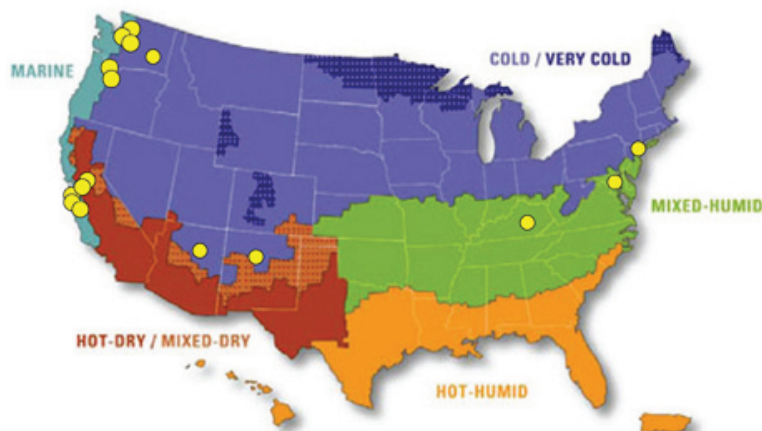 MARINE
COLD / VERY COLD
MIXED-HUMID
HOT-DRY / MIXED-DRY
HOT-HUMID